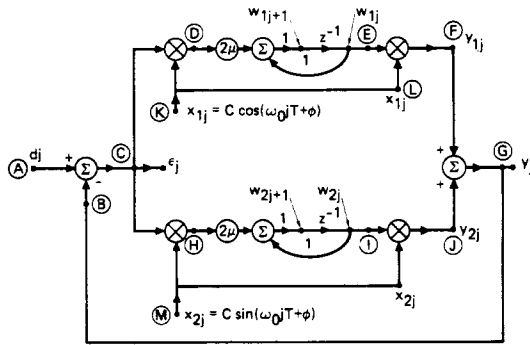 w1j+1 w1j
D E F y1j
2μ Σ 1 z-1
1
K x1j = C cos(ω0jT+φ) x1j L
A dj + Σ C ϵj
-
B
+ Σ G yj
+
w2j+1 w2j
2μ Σ 1 z-1
1
H I J y2j
M x2j = C sin(ω0jT+φ) x2j